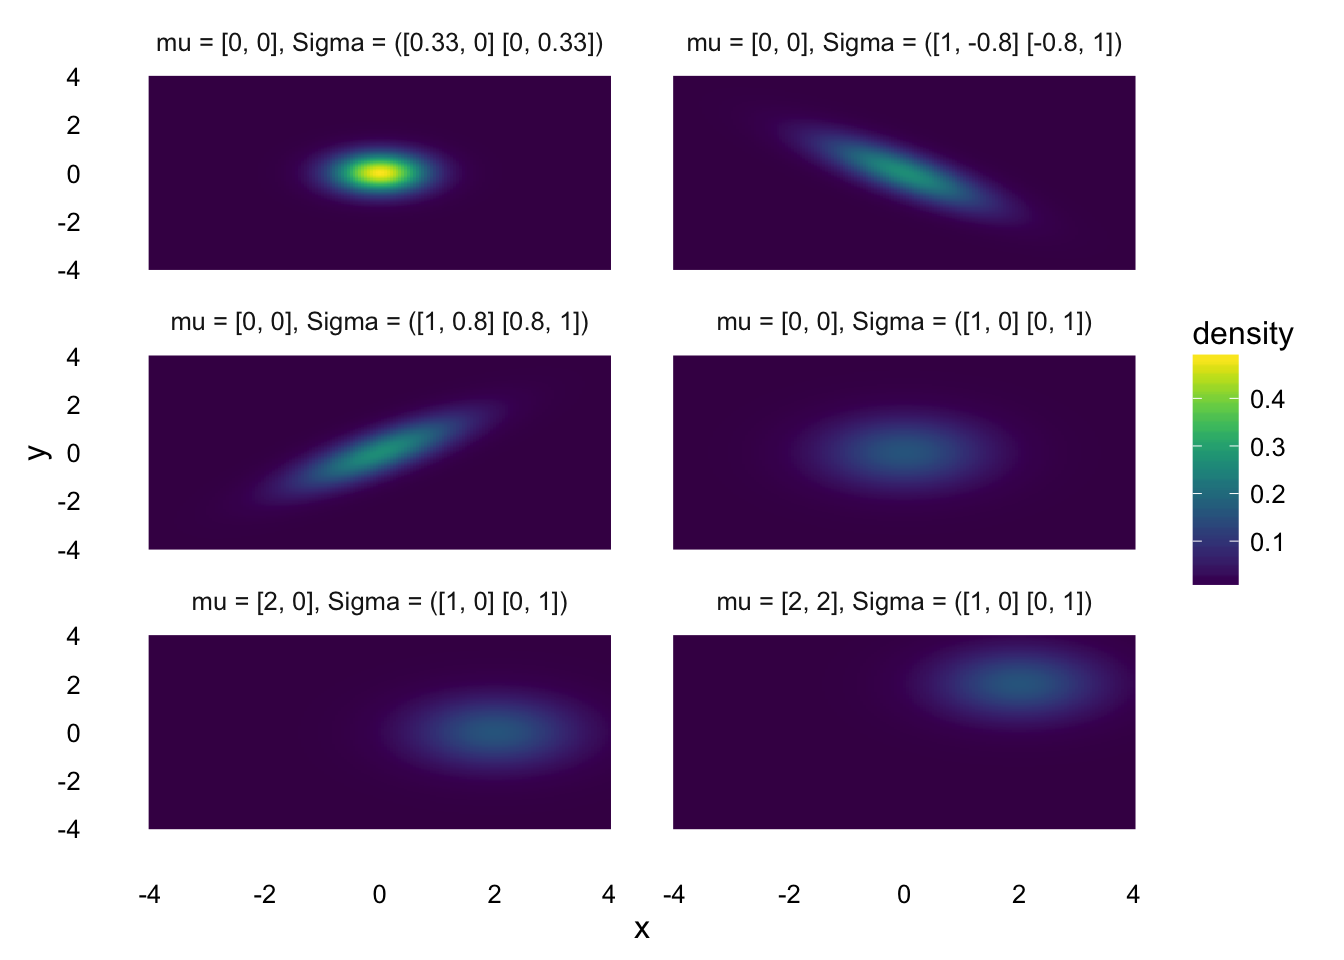 mu = [0, 0], Sigma = ([0.33, 0] [0, 0.33])
mu = [0, 0], Sigma = ([1, -0.8] [-0.8, 1])
4
2
0
-2
-4
mu = [0, 0], Sigma = ([1, 0.8] [0.8, 1])
mu = [0, 0], Sigma = ([1, 0] [0, 1])
4
2
0
-2
-4
y
density
0.4
0.3
0.2
0.1
mu = [2, 0], Sigma = ([1, 0] [0, 1])
mu = [2, 2], Sigma = ([1, 0] [0, 1])
4
2
0
-2
-4
-4 -2 0 2 4
-4 -2 0 2 4
x